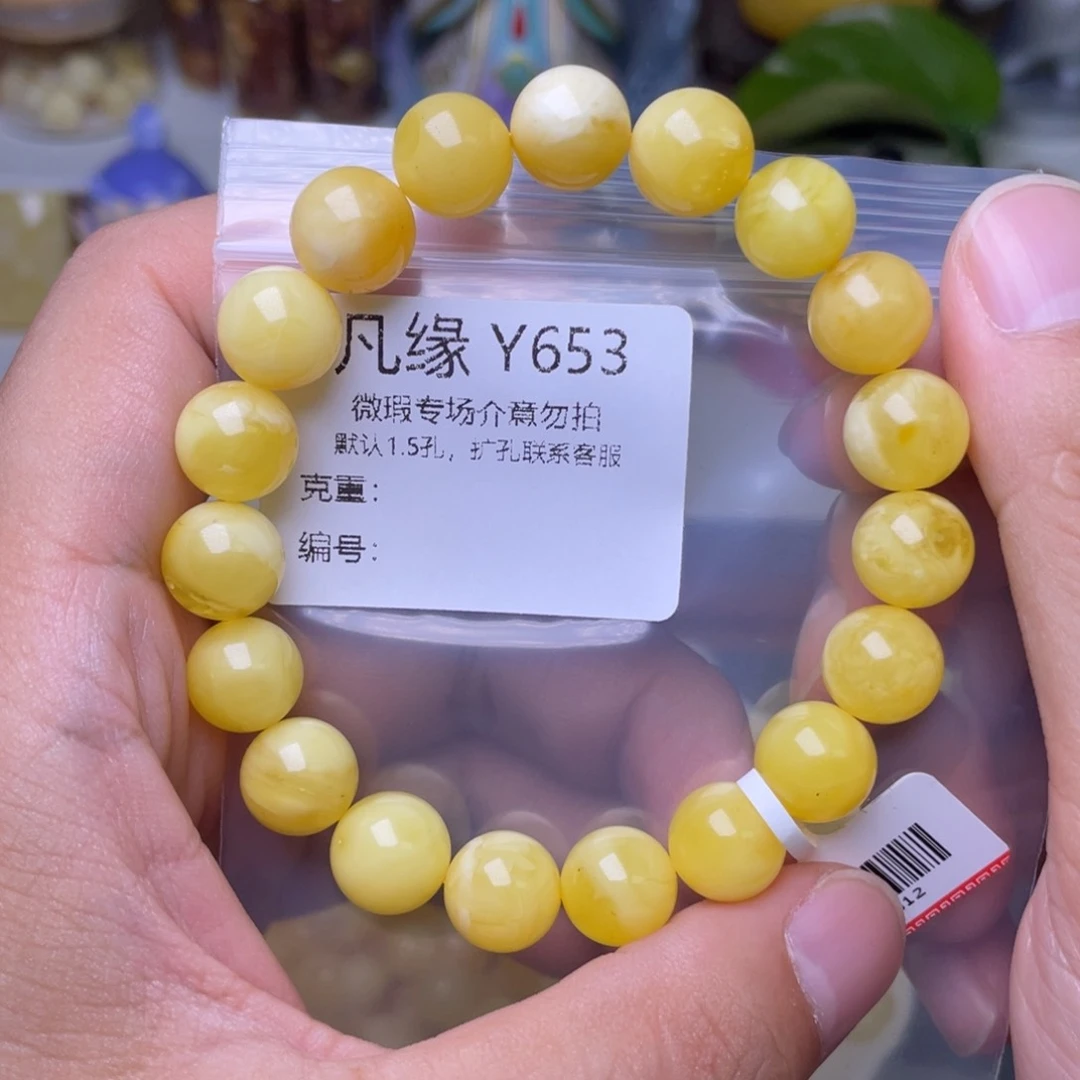 凡缘 Y653
微瑕专场介意勿拍
默认1.5孔，扩孔联系客服
克重：
编号：
12